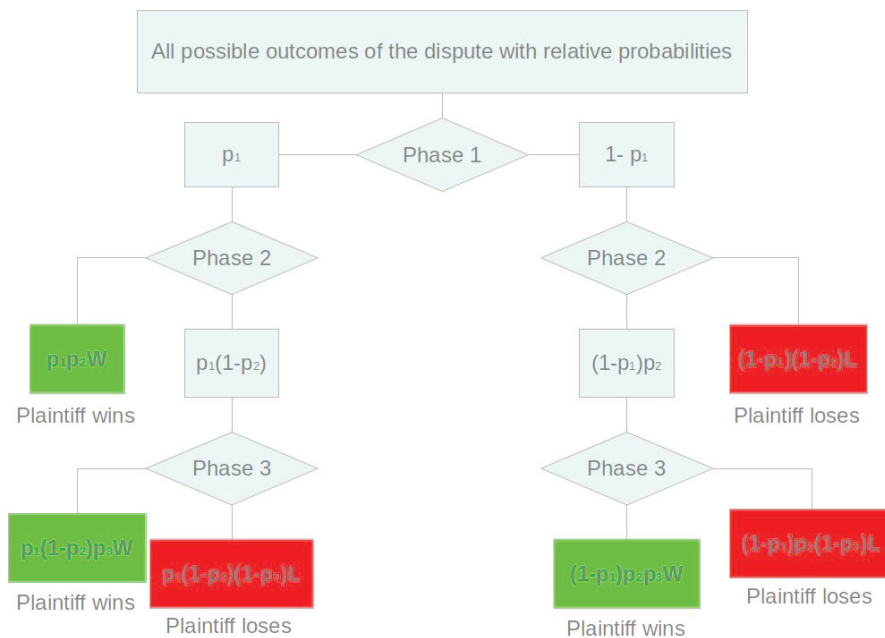 All possible outcomes of the dispute with relative probabilities
p₁
Phase 1
1- p₁
Phase 2
Phase 2
p₁p₂W
Plaintiff wins
p₁(1-p₂)
(1-p₁)p₂
(1-p₁)(1-p₂)L
Plaintiff loses
Phase 3
Phase 3
p₁(1-p₂)p₃W
Plaintiff wins
p₁(1-p₂)(1-p₃)L
Plaintiff loses
(1-p₁)p₂p₃W
Plaintiff wins
(1-p₁)p₂(1-p₃)L
Plaintiff loses